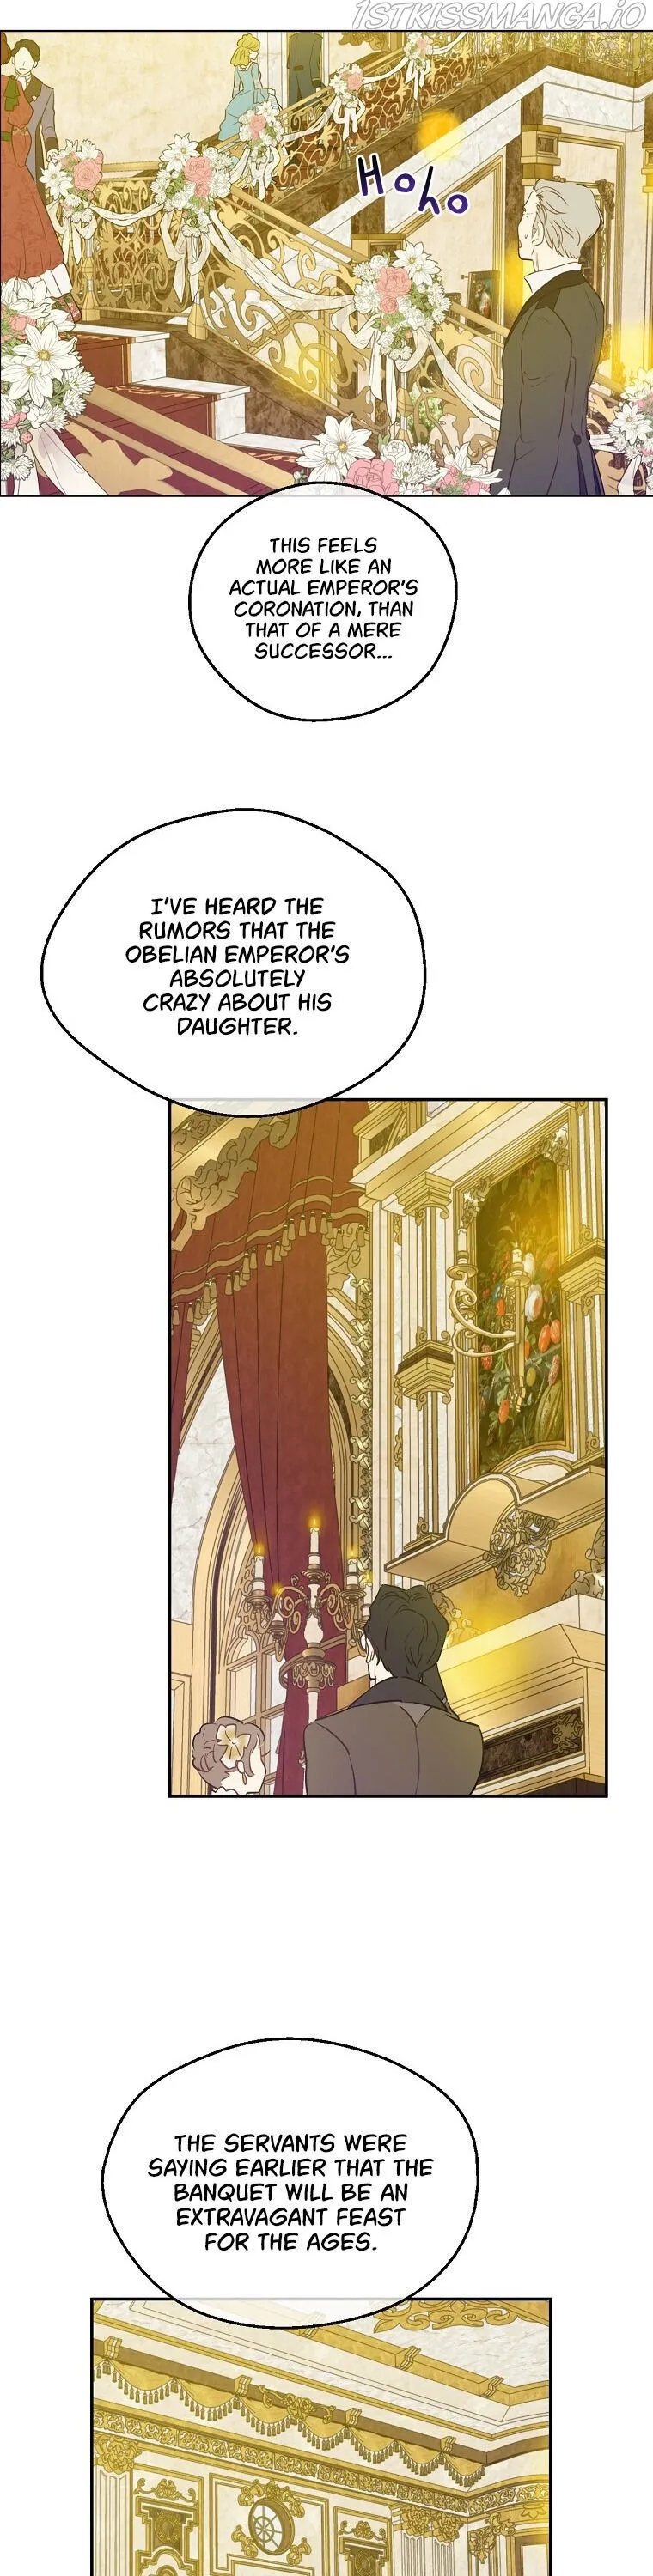 1STKISSMANGA.iO
Hoho
THIS FEELS
MORE LIKE AN
ACTUAL EMPEROR'S
CORONATION, THAN
THAT OF A MERE
SUCCESSOR...
I'VE HEARD THE
RUMORS THAT THE
OBELIAN EMPEROR'S
ABSOLUTELY
CRAZY ABOUT HIS
DAUGHTER.
THE SERVANTS WERE
SAYING EARLIER THAT THE
BANQUET WILL BE AN
EXTRAVAGANT FEAST
FOR THE AGES.